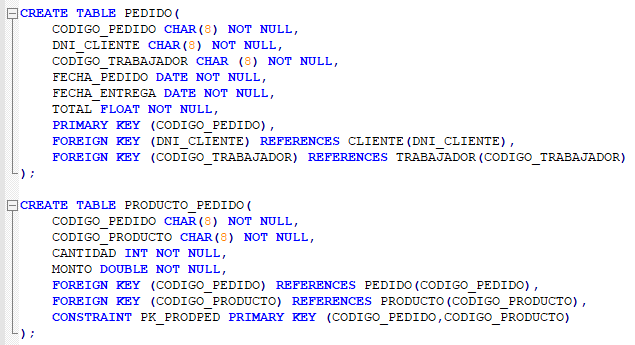 CREATE TABLE PEDIDO(
    CODIGO_PEDIDO CHAR(8) NOT NULL,
    DNI_CLIENTE CHAR(8) NOT NULL,
    CODIGO_TRABAJADOR CHAR (8) NOT NULL,
    FECHA_PEDIDO DATE NOT NULL,
    FECHA_ENTREGA DATE NOT NULL,
    TOTAL FLOAT NOT NULL,
    PRIMARY KEY (CODIGO_PEDIDO),
    FOREIGN KEY (DNI_CLIENTE) REFERENCES CLIENTE(DNI_CLIENTE),
    FOREIGN KEY (CODIGO_TRABAJADOR) REFERENCES TRABAJADOR(CODIGO_TRABAJADOR)
);

CREATE TABLE PRODUCTO_PEDIDO(
    CODIGO_PEDIDO CHAR(8) NOT NULL,
    CODIGO_PRODUCTO CHAR(8) NOT NULL,
    CANTIDAD INT NOT NULL,
    MONTO DOUBLE NOT NULL,
    FOREIGN KEY (CODIGO_PEDIDO) REFERENCES PEDIDO(CODIGO_PEDIDO),
    FOREIGN KEY (CODIGO_PRODUCTO) REFERENCES PRODUCTO(CODIGO_PRODUCTO),
    CONSTRAINT PK_PRODPED PRIMARY KEY (CODIGO_PEDIDO,CODIGO_PRODUCTO)
);